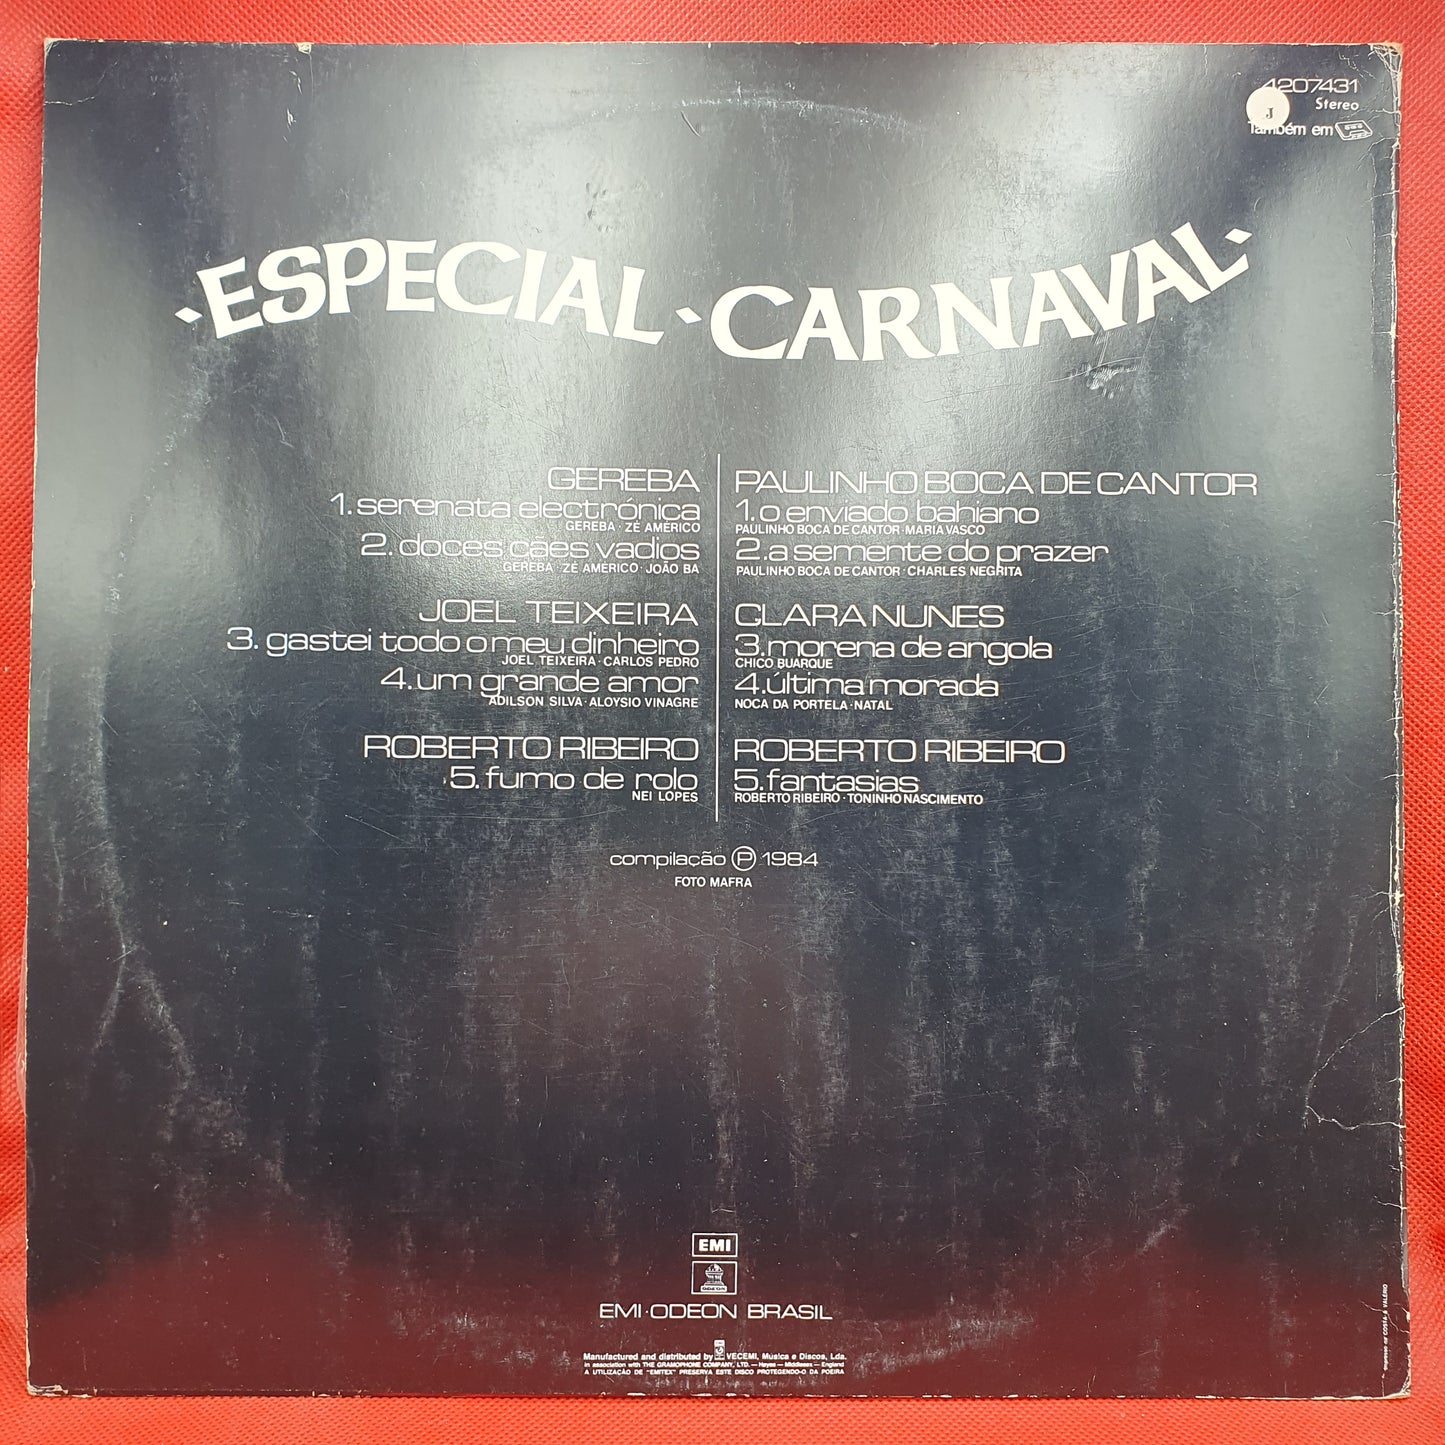 4207431
Stereo
J
Também em
·ESPECIAL·CARNAVAL·
GEREBA
1.serenata electrónica
GEREBA · ZÉ AMÉRICO
2.doces cães vadios
GEREBA · ZÉ AMÉRICO · JOÃO BA
JOEL TEIXEIRA
3.gastei todo o meu dinheiro
JOEL TEIXEIRA · CARLOS PEDRO
4.um grande amor
ADILSON SILVA · ALOYSIO VINAGRE
ROBERTO RIBEIRO
5.fumo de rolo
NEI LOPES
PAULINHO BOCA DE CANTOR
1.o enviado bahiano
PAULINHO BOCA DE CANTOR · MARIA VASCO
2.a semente do prazer
PAULINHO BOCA DE CANTOR · CHARLES NEGRITA
CLARA NUNES
3.morena de angola
CHICO BUARQUE
4.última morada
NOCA DA PORTELA · NATAL
ROBERTO RIBEIRO
5.fantasias
ROBERTO RIBEIRO · TONINHO NASCIMENTO
compilação Ⓟ 1984
FOTO MAFRA
EMI
EMI·ODEON BRASIL
Manufactured and distributed by VECEMI, Música e Discos, Lda.
in association with THE GRAMOPHONE COMPANY, LTD. — Hayes — Middlesex — England
A UTILIZAÇÃO DE "EMITEX" PRESERVA ESTE DISCO PROTEGENDO-O DA POEIRA
COSTA & VALÉRIO